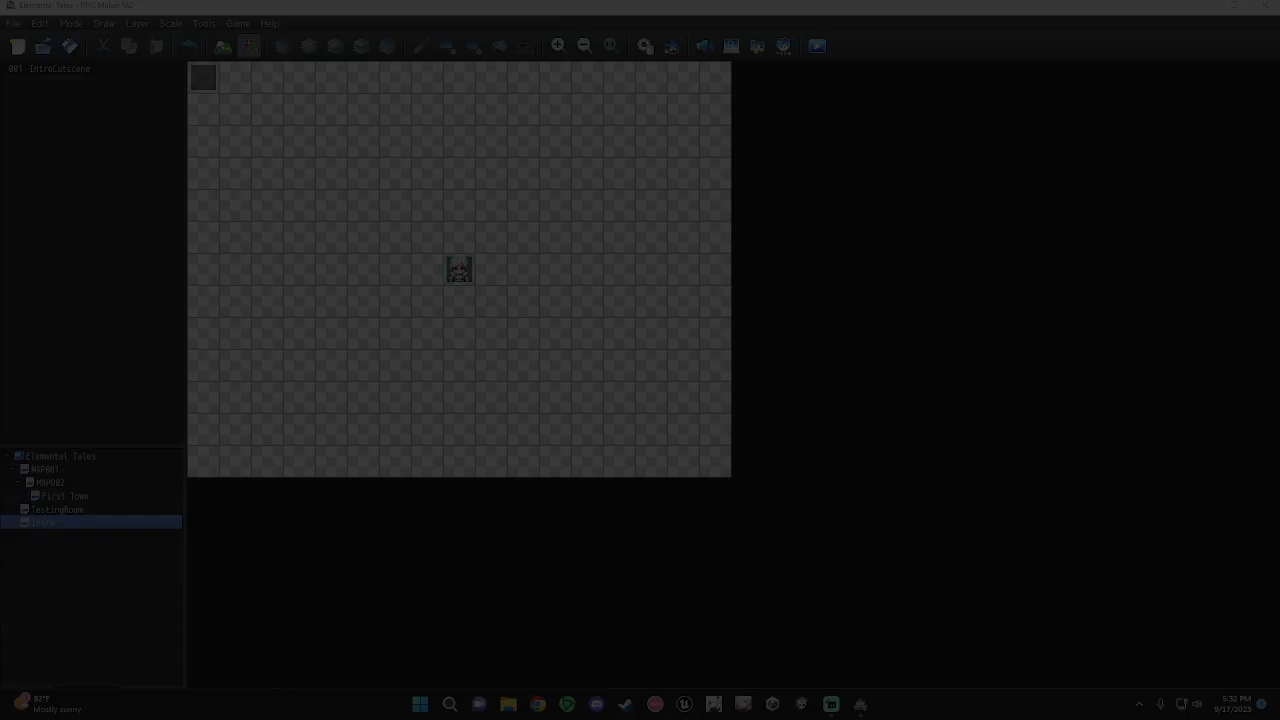 Elemental Tales - RPG Maker MZ
File Edit Mode Draw Layer Scale Tools Game Help
001 IntroCutscene
Elemental Tales
MAP001
MAP002
First Town
TestingRoom
Intro
92°F
Mostly sunny
5:32 PM
9/17/2023